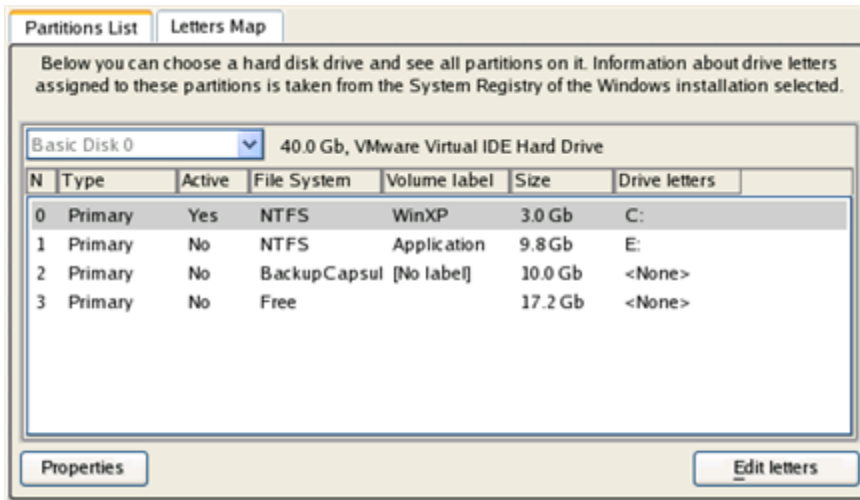 Partitions List Letters Map
Below you can choose a hard disk drive and see all partitions on it. Information about drive letters
assigned to these partitions is taken from the System Registry of the Windows installation selected.
Basic Disk 0 40.0 Gb, VMware Virtual IDE Hard Drive
N Type Active File System Volume label Size Drive letters
0 Primary Yes NTFS WinXP 3.0 Gb C:
1 Primary No NTFS Application 9.8 Gb E:
2 Primary No BackupCapsul [No label] 10.0 Gb <None>
3 Primary No Free 17.2 Gb <None>
Properties Edit letters